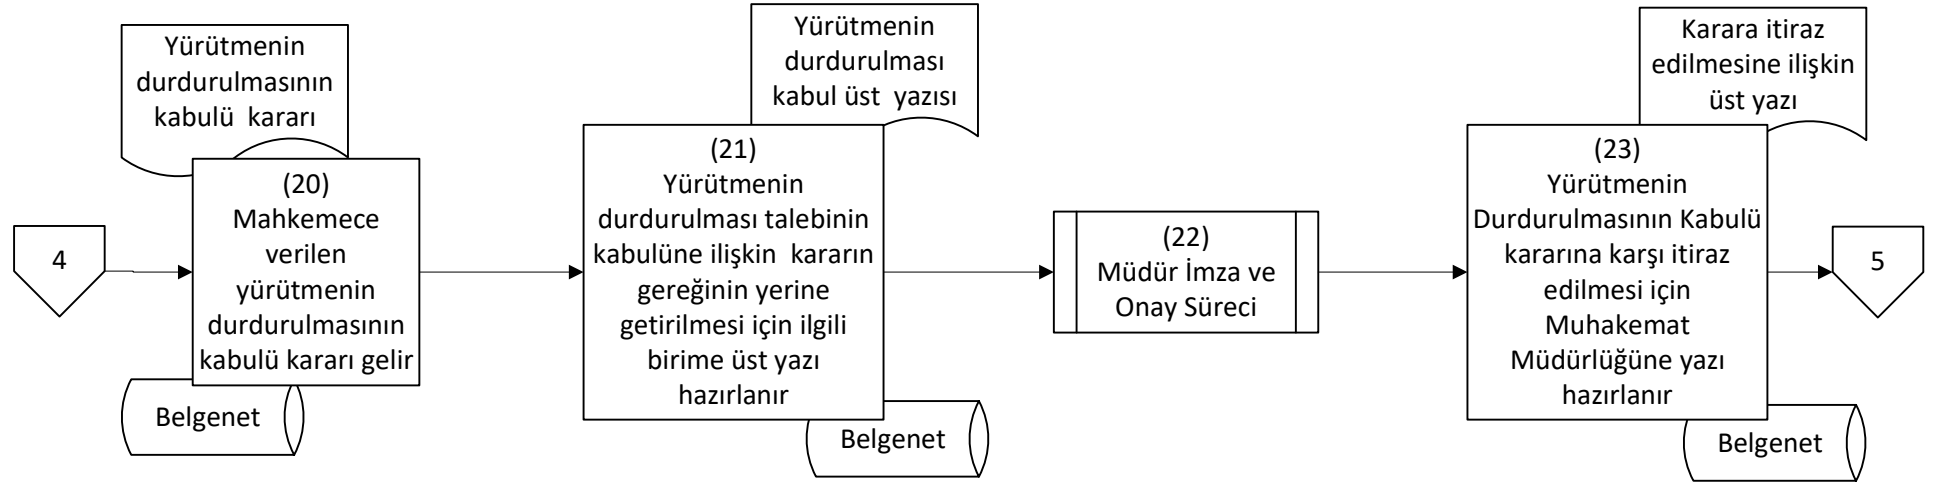 4
Yürütmenin
durdurulmasının
kabulü  kararı
(20)
Mahkemece
verilen
yürütmenin
durdurulmasının
kabulü kararı gelir
Belgenet
Yürütmenin
durdurulması
kabul üst  yazısı
(21)
Yürütmenin
durdurulması talebinin
kabulüne ilişkin  kararın
gereğinin yerine
getirilmesi için ilgili
birime üst yazı
hazırlanır
Belgenet
(22)
Müdür İmza ve
Onay Süreci
Karara itiraz
edilmesine ilişkin
üst yazı
(23)
Yürütmenin
Durdurulmasının Kabulü
kararına karşı itiraz
edilmesi için
Muhakemat
Müdürlüğüne yazı
hazırlanır
Belgenet
5